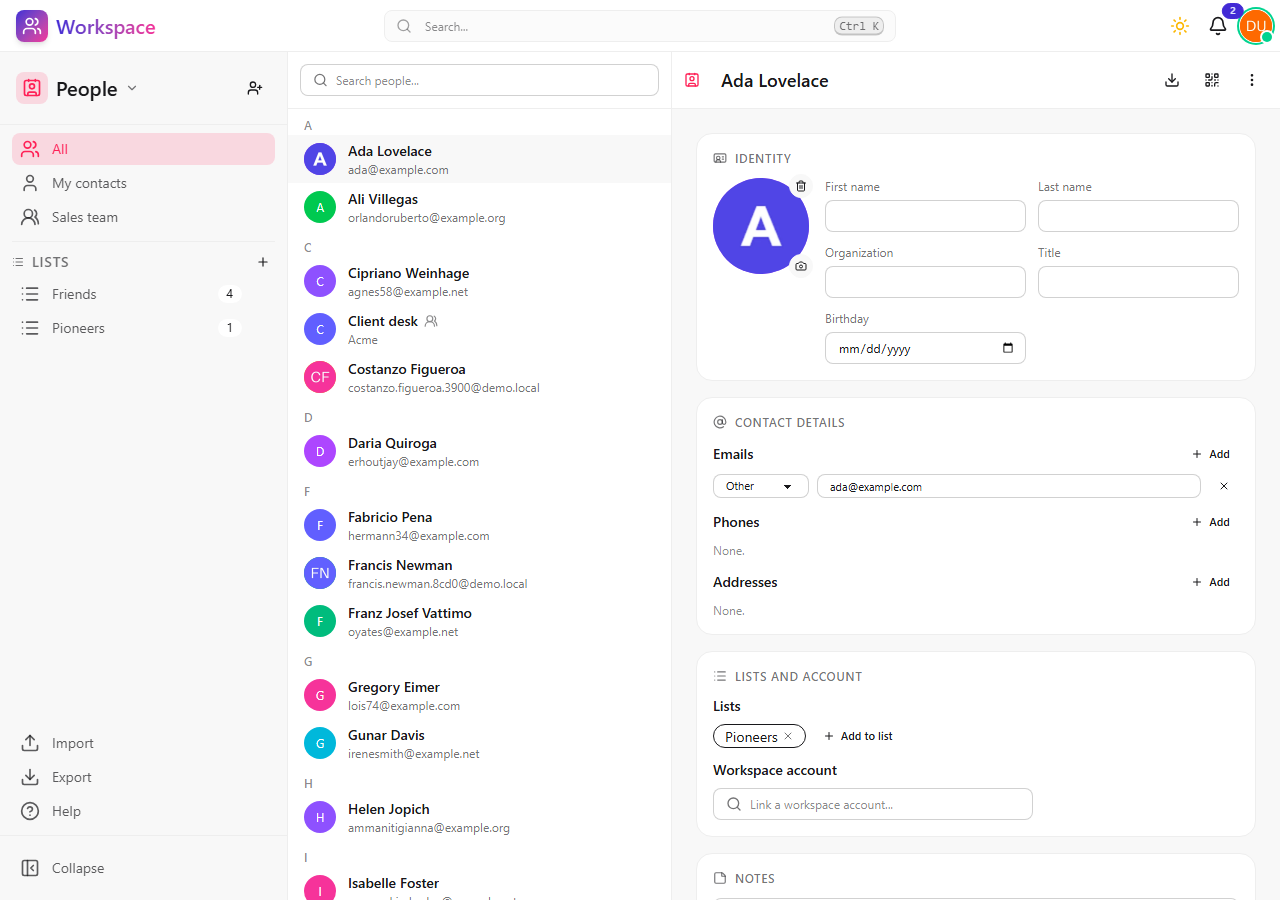 Workspace
Search...
Ctrl K
2
DU
People
All
My contacts
Sales team
LISTS
Friends
4
Pioneers
1
Import
Export
Help
Collapse
Search people...
A
A
Ada Lovelace
ada@example.com
A
Ali Villegas
orlandoruberto@example.org
C
C
Cipriano Weinhage
agnes58@example.net
C
Client desk
Acme
CF
Costanzo Figueroa
costanzo.figueroa.3900@demo.local
D
D
Daria Quiroga
erhoutjay@example.com
F
F
Fabricio Pena
hermann34@example.com
FN
Francis Newman
francis.newman.8cd0@demo.local
F
Franz Josef Vattimo
oyates@example.net
G
G
Gregory Eimer
lois74@example.com
G
Gunar Davis
irenesmith@example.net
H
H
Helen Jopich
ammanitigianna@example.org
I
I
Isabelle Foster
Ada Lovelace
IDENTITY
A
First name
Last name
Organization
Title
Birthday
mm/dd/yyyy
CONTACT DETAILS
Emails
Add
Other
ada@example.com
Phones
Add
None.
Addresses
Add
None.
LISTS AND ACCOUNT
Lists
Pioneers
Add to list
Workspace account
Link a workspace account...
NOTES